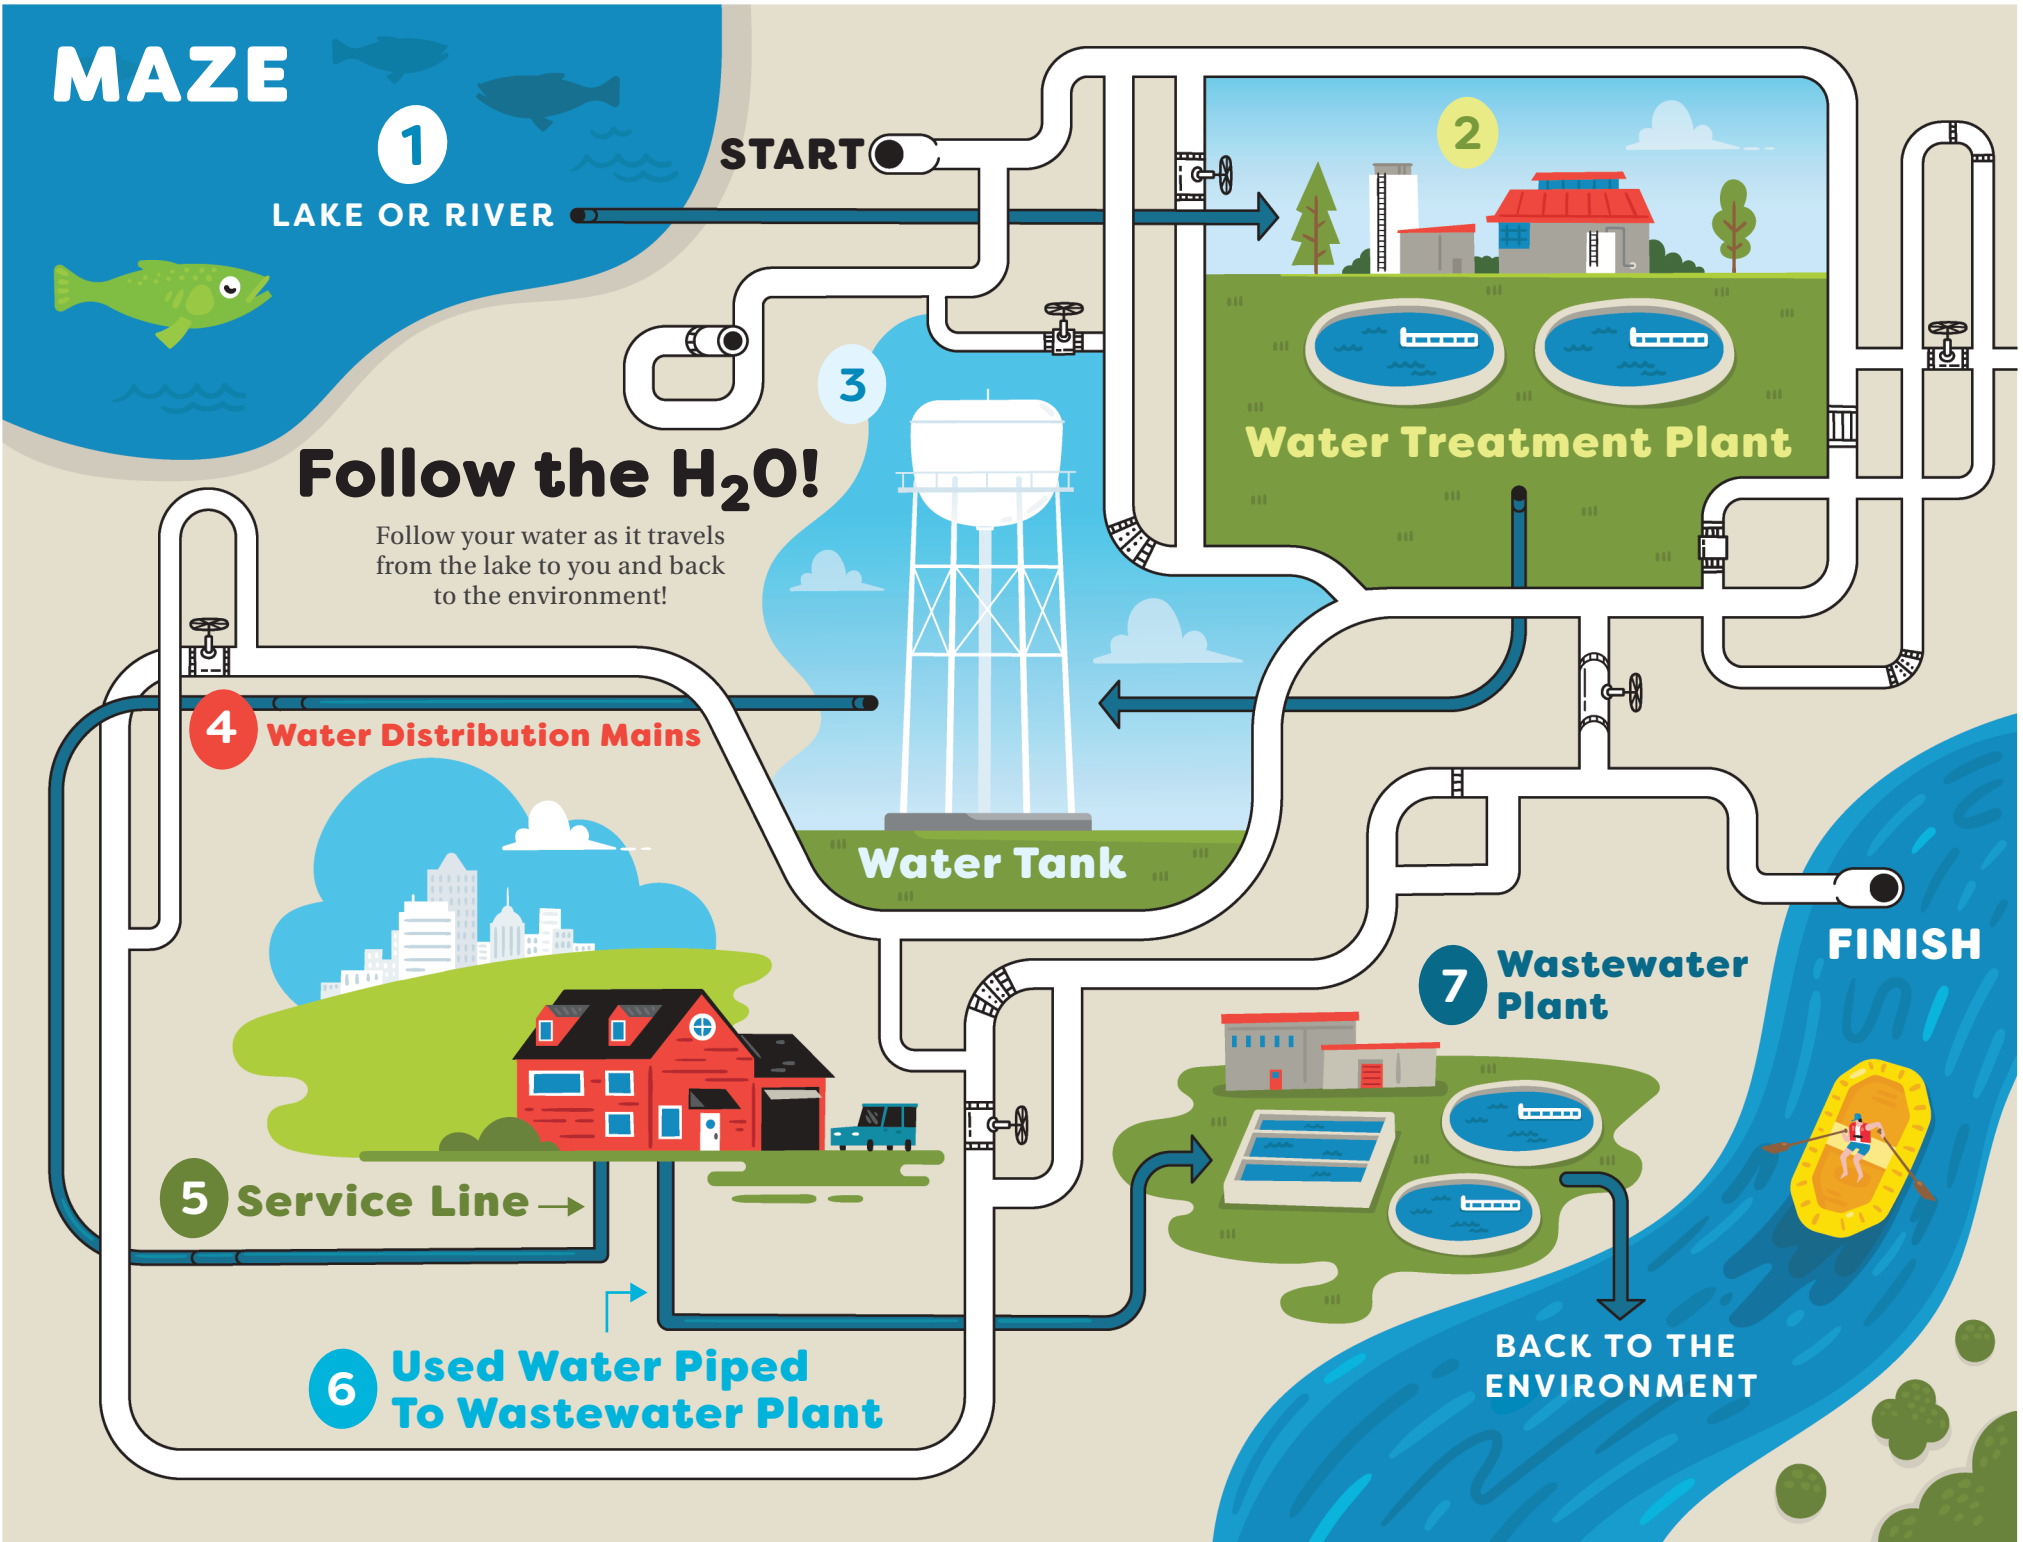 MAZE
1
LAKE OR RIVER
START
2
Water Treatment Plant
3
Follow the H₂O!
Follow your water as it travels
from the lake to you and back
to the environment!
4
Water Distribution Mains
Water Tank
FINISH
7
Wastewater
Plant
5
Service Line
6
Used Water Piped
To Wastewater Plant
BACK TO THE
ENVIRONMENT